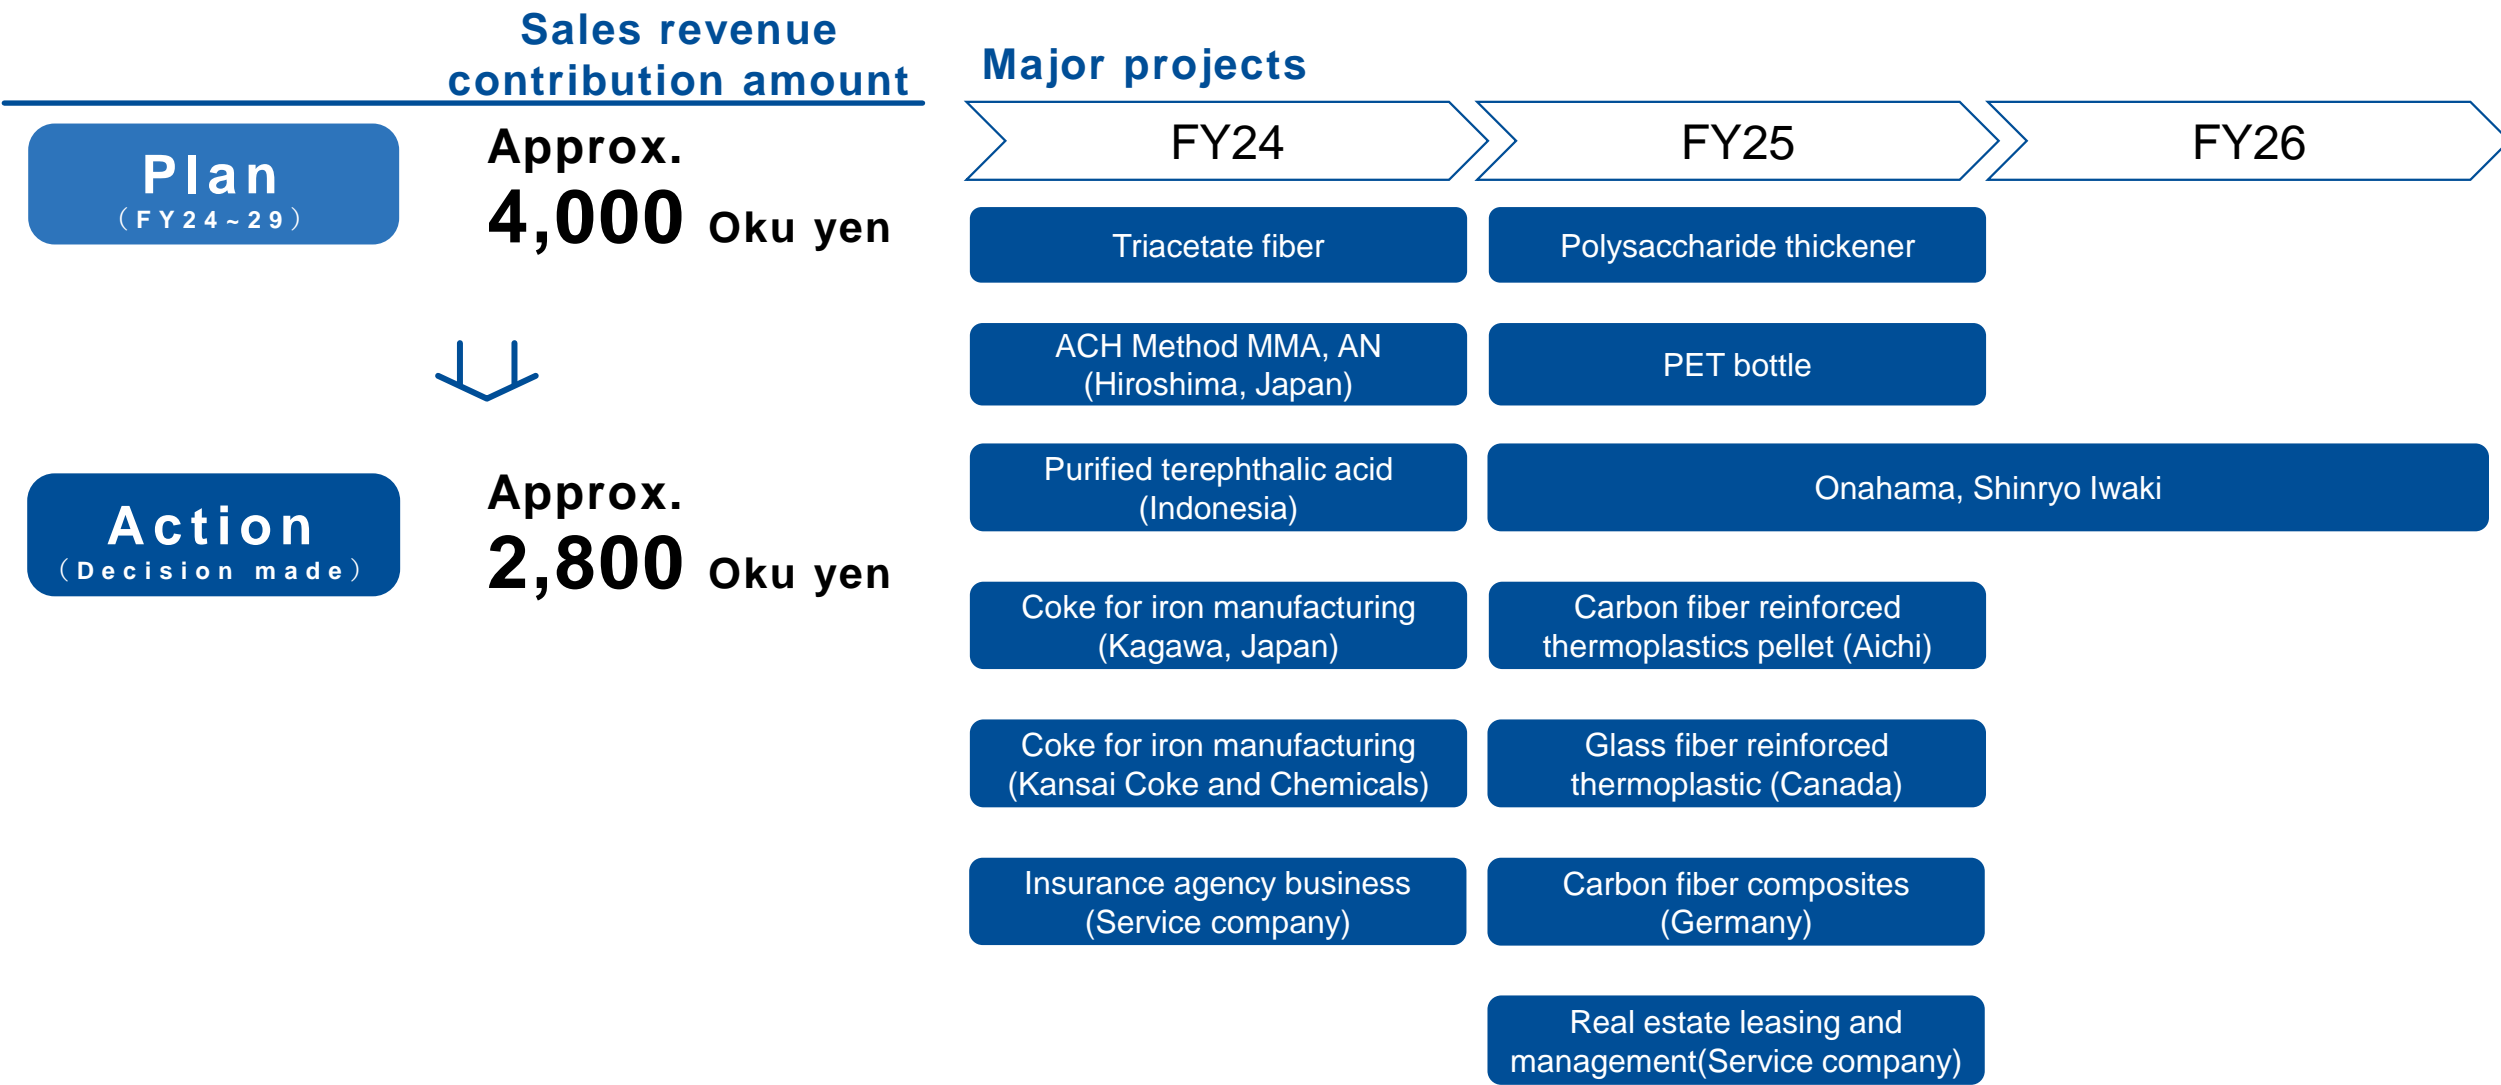 Sales revenue
contribution amount
Plan
（FY24~29）
Approx.
4,000 Oku yen
Action
（Decision made）
Approx.
2,800 Oku yen
Major projects
FY24
FY25
FY26
Triacetate fiber
Polysaccharide thickener
ACH Method MMA, AN
(Hiroshima, Japan)
PET bottle
Purified terephthalic acid
(Indonesia)
Onahama, Shinryo Iwaki
Coke for iron manufacturing
(Kagawa, Japan)
Carbon fiber reinforced
thermoplastics pellet (Aichi)
Coke for iron manufacturing
(Kansai Coke and Chemicals)
Glass fiber reinforced
thermoplastic (Canada)
Insurance agency business
(Service company)
Carbon fiber composites
(Germany)
Real estate leasing and
management(Service company)